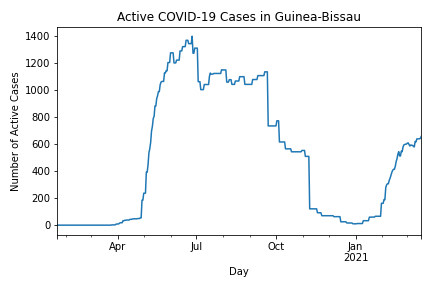 Active COVID-19 Cases in Guinea-Bissau
Number of Active Cases
1400
1200
1000
800
600
400
200
0
Apr
Jul
Oct
Jan
2021
Day